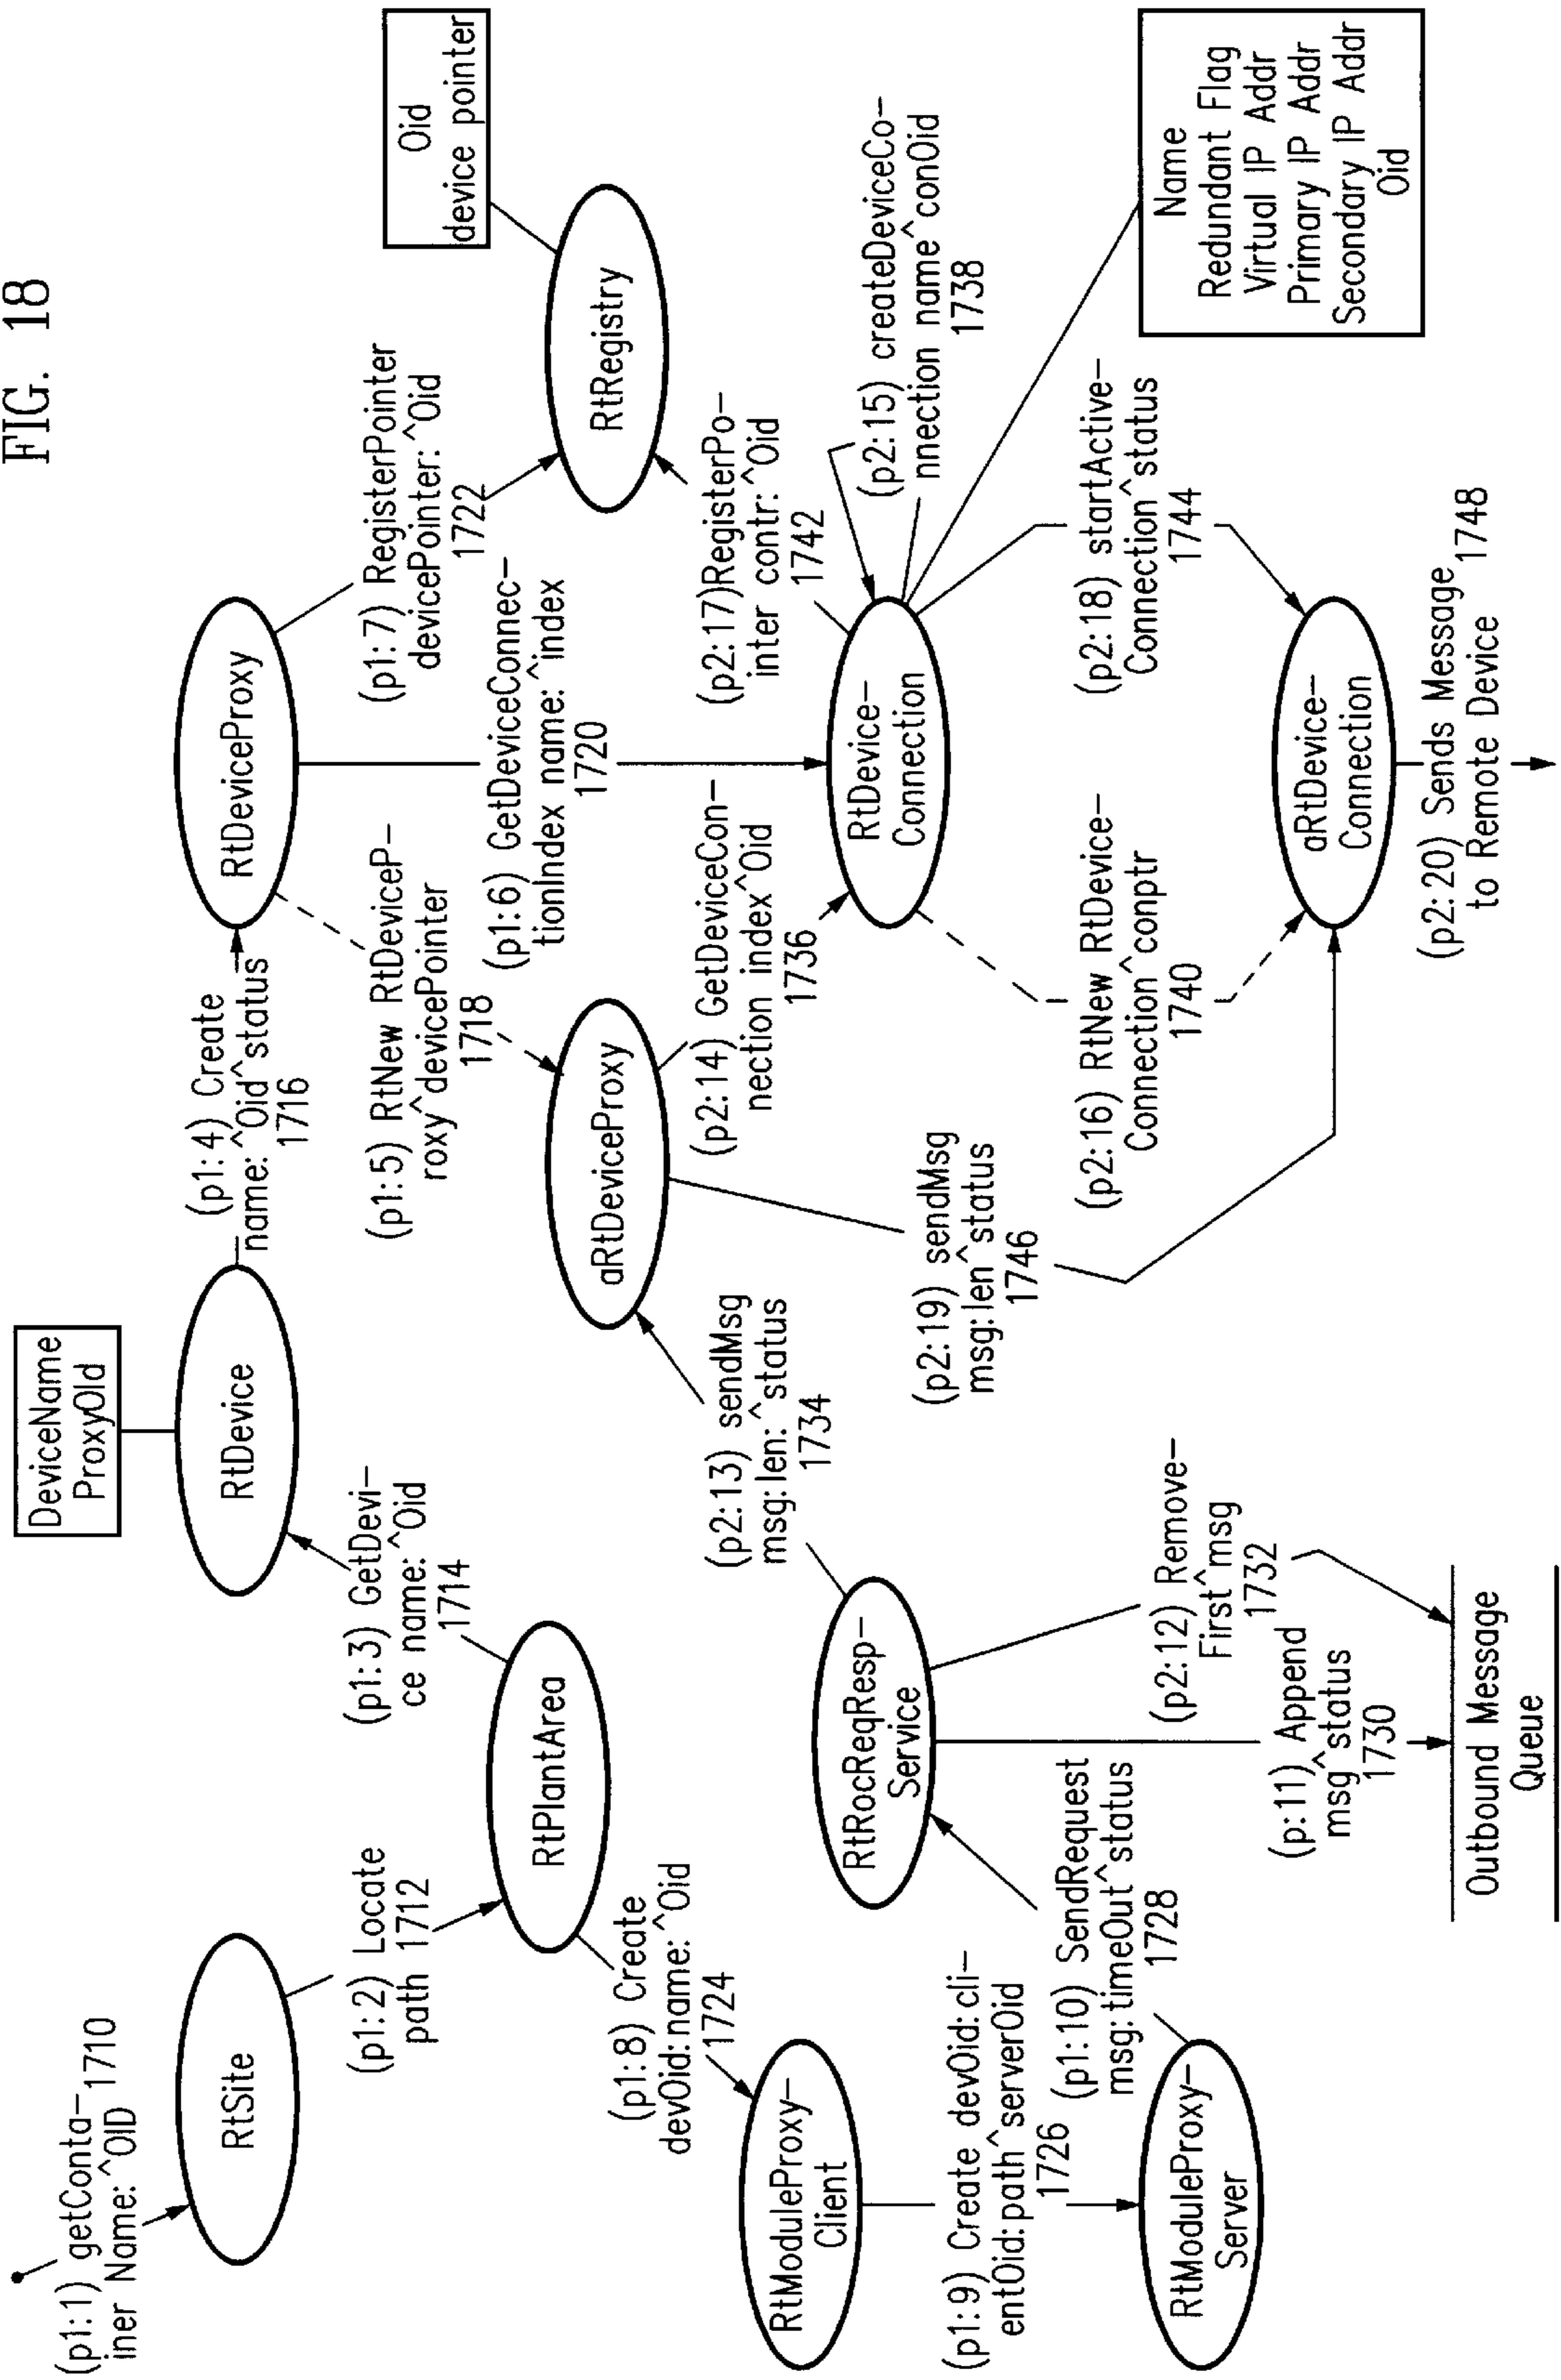 FIG. 18
(p1:1) getConta-
iner Name:^OID
1710
RtSite
(p1:2) Locate
path 1712
RtPlantArea
(p1:3) GetDevi-
ce name:^Oid
1714
DeviceName
ProxyOld
RtDevice
(p1:4) Create
name:^Oid^status
1716
RtDeviceProxy
(p1:5) RtNew RtDeviceP-
roxy^devicePointer
1718
(p1:6) GetDeviceConnec-
tionIndex name:^index
1720
(p1:7) RegisterPointer
devicePointer:^Oid
1722
Oid
device pointer
RtRegistry
(p1:8) Create
devOid:name:^Oid
1724
RtModuleProxy-
Client
(p1:9) Create devOid:cli-
entOid:path^serverOid
1726
RtModuleProxy-
Server
(p1:10) SendRequest
msg:timeOut^status
1728
RtRocReqResp-
Service
(p:11) Append
msg^status
1730
(p2:12) Remove-
First^msg
1732
Outbound Message
Queue
(p2:13) sendMsg
msg:len:^status
1734
aRtDeviceProxy
(p2:14) GetDeviceCon-
nection index^Oid
1736
RtDevice-
Connection
(p2:15) createDeviceCo-
nnection name^conOid
1738
(p2:16) RtNew RtDevice-
Connection^conptr
1740
(p2:17)RegisterPo-
inter contr:^Oid
1742
(p2:18) startActive-
Connection^status
1744
(p2:19) sendMsg
msg:len^status
1746
aRtDevice-
Connection
(p2:20) Sends Message
to Remote Device
1748
Name
Redundant Flag
Virtual IP Addr
Primary IP Addr
Secondary IP Addr
Oid